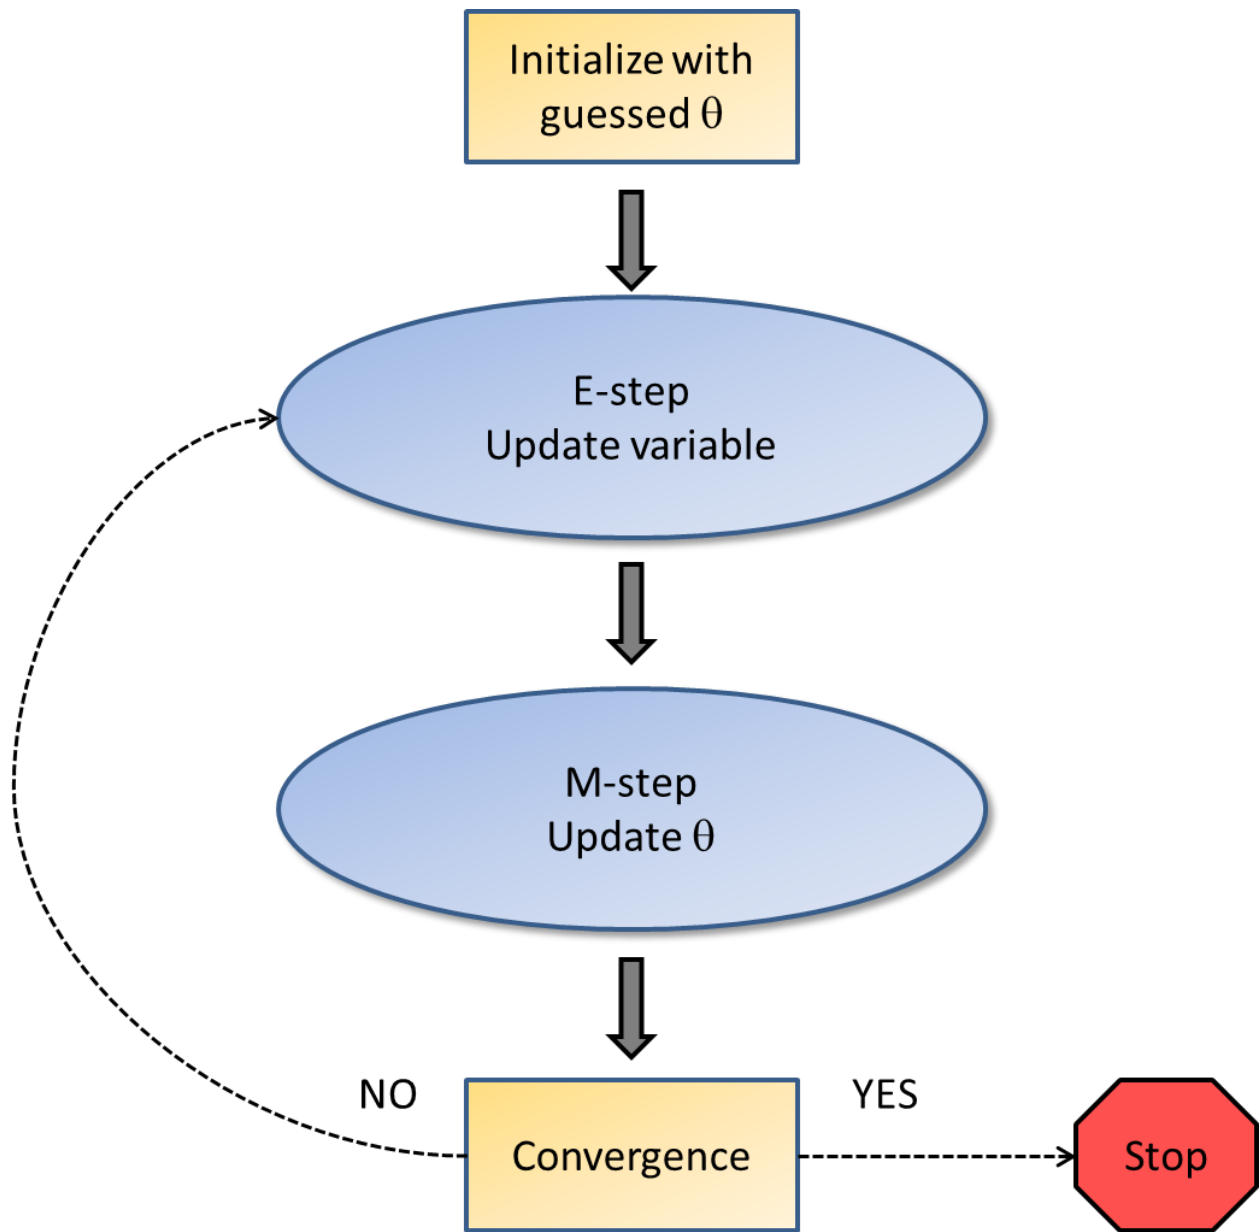 Initialize with
guessed θ
E-step
Update variable
M-step
Update θ
NO
YES
Convergence
Stop